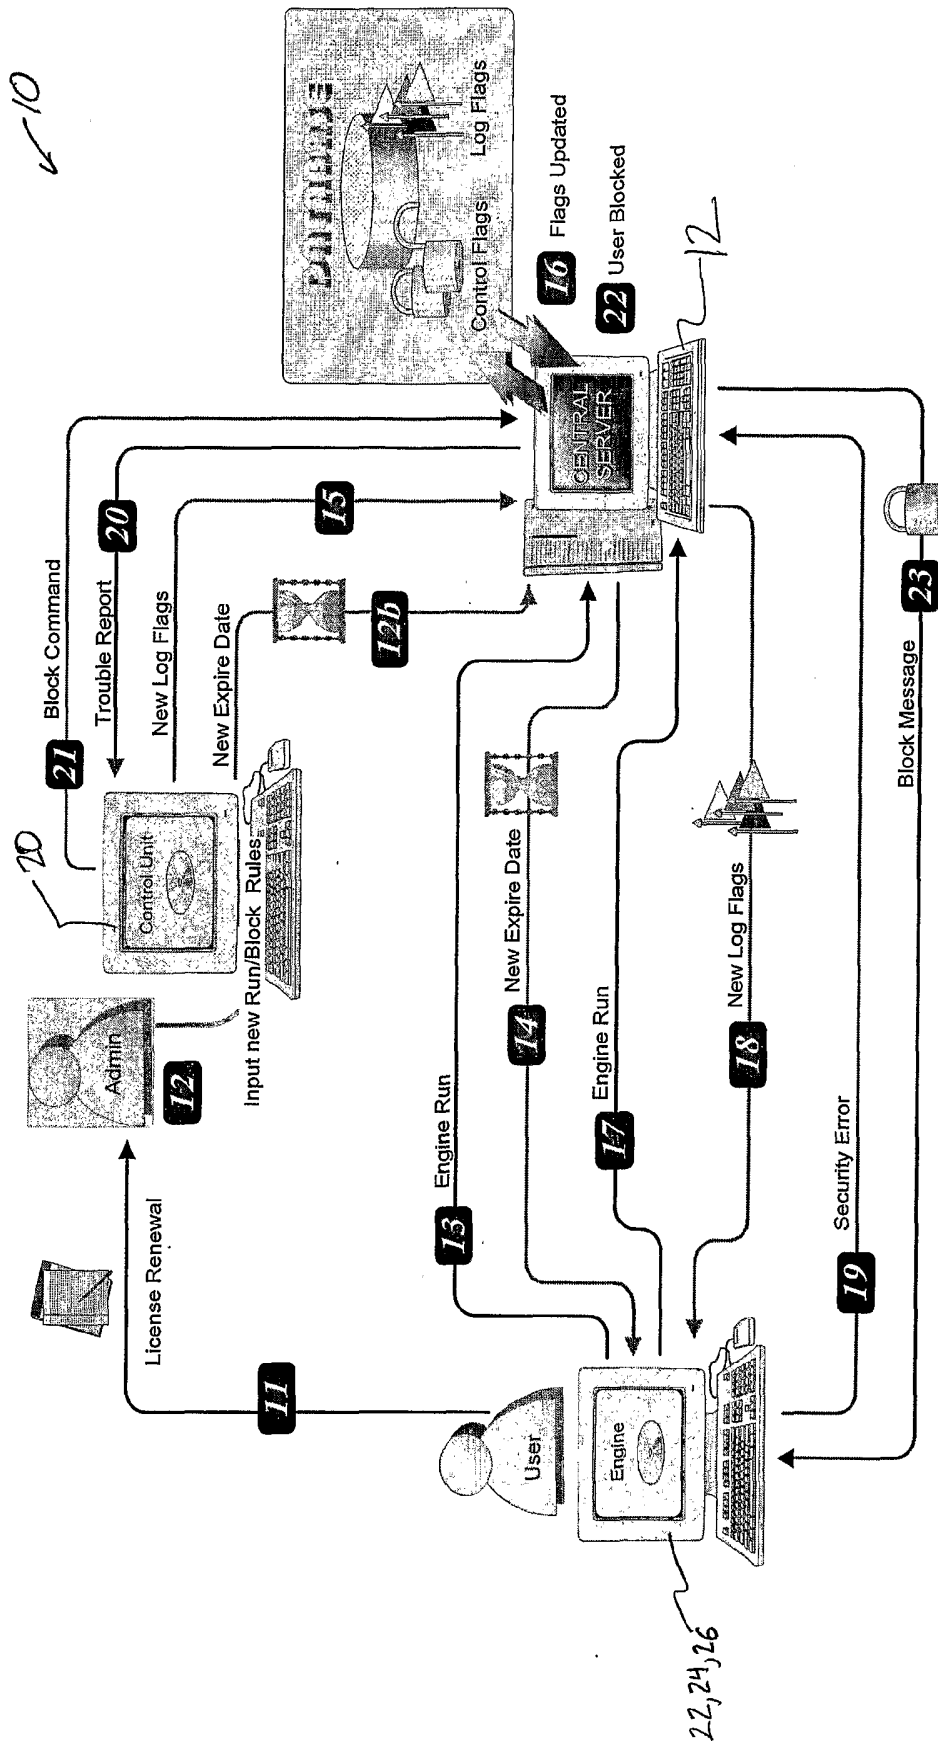 10
DATABASE
Control Flags
Log Flags
16 Flags Updated
22 User Blocked
12
CENTRAL
SERVER
21
Block Command
20
Trouble Report
New Log Flags
15
New Expire Date
12b
20
Control Unit
Admin
12
Input new Run/Block Rules
License Renewal
11
User
Engine
22,24,26
13
Engine Run
14
New Expire Date
17
Engine Run
18
New Log Flags
19
Security Error
23
Block Message